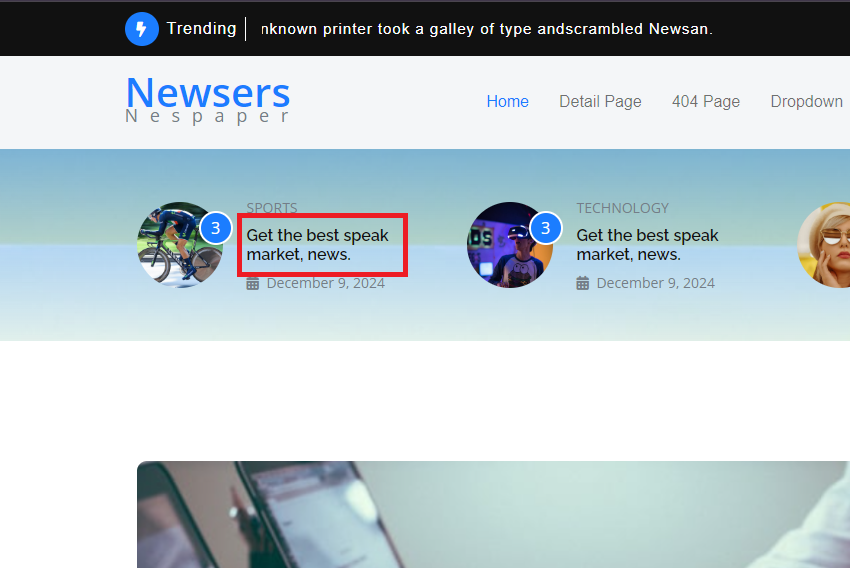 Trending
nknown printer took a galley of type andscrambled Newsan.
Newsers
Nespaper
Home Detail Page 404 Page Dropdown
3
SPORTS
Get the best speak
market, news.
December 9, 2024
3
TECHNOLOGY
Get the best speak
market, news.
December 9, 2024